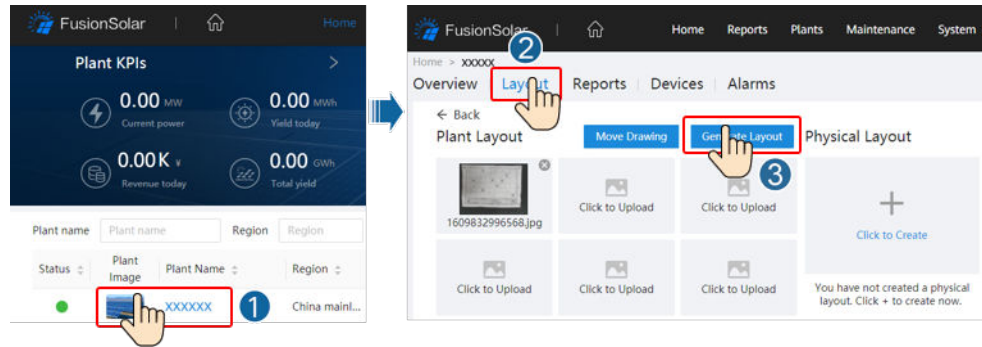 FusionSolar
Home
Plant KPIs >
0.00 MW
Current power
0.00 MWh
Yield today
0.00K ¥
Revenue today
0.00 GWh
Total yield
Plant name
Plant name
Region
Region
Status
Plant Image
Plant Name
Region
XXXXXX
China mainl...
1
FusionSolar
Home
Reports
Plants
Maintenance
System
Home > XXXXX
2
Overview
Layout
Reports
Devices
Alarms
← Back
Plant Layout
Move Drawing
Generate Layout
Physical Layout
3
1609832996568.jpg
Click to Upload
Click to Upload
Click to Create
Click to Upload
Click to Upload
Click to Upload
You have not created a physical
layout. Click + to create now.